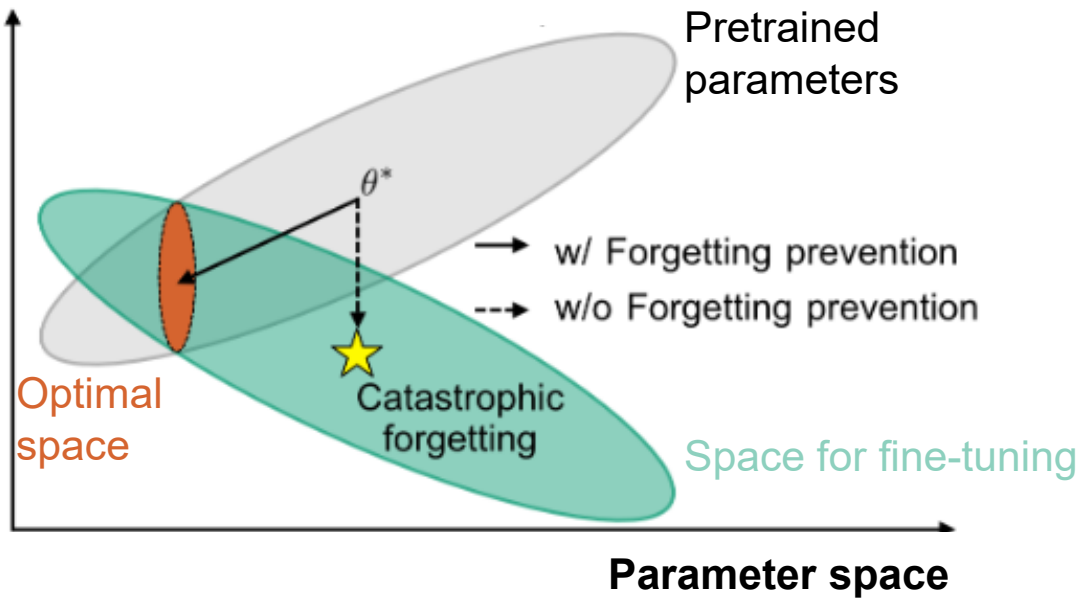 Pretrained
parameters
θ*
w/ Forgetting prevention
w/o Forgetting prevention
Optimal
space
Catastrophic
forgetting
Space for fine-tuning
Parameter space